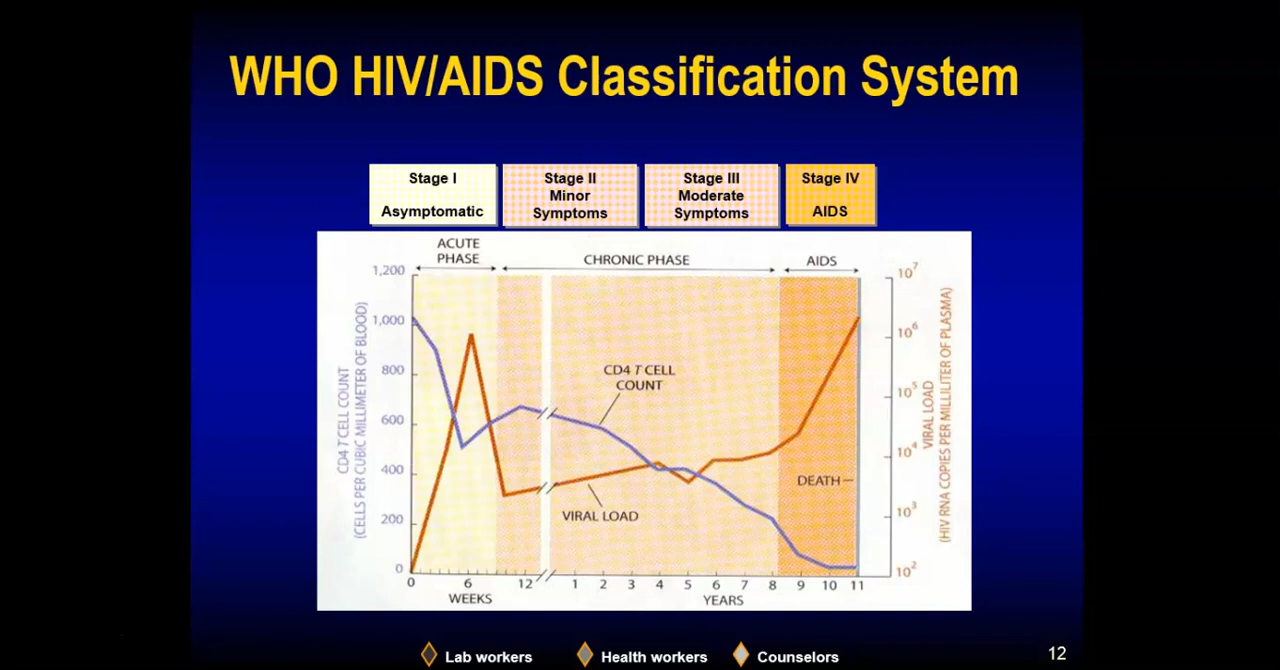 WHO HIV/AIDS Classification System
Stage I
Asymptomatic
Stage II
Minor
Symptoms
Stage III
Moderate
Symptoms
Stage IV
AIDS
ACUTE
PHASE
CHRONIC PHASE
AIDS
1,200
1,000
800
600
400
200
0
CD4 T CELL COUNT
(CELLS PER CUBIC MILLIMETER OF BLOOD)
CD4 T CELL
COUNT
VIRAL LOAD
DEATH
10⁷
10⁶
10⁵
10⁴
10³
10²
VIRAL LOAD
(HIV RNA COPIES PER MILLILITER OF PLASMA)
0 6 12 1 2 3 4 5 6 7 8 9 10 11
WEEKS YEARS
Lab workers Health workers Counselors
12